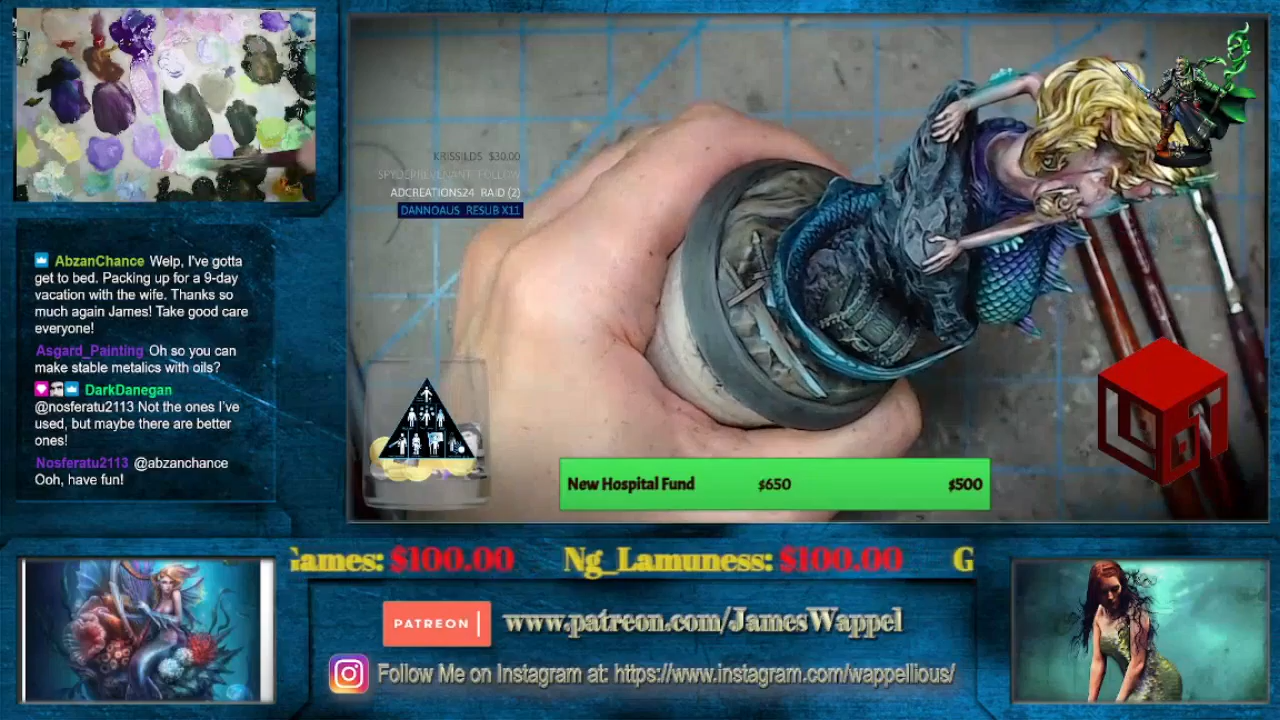 KRISSILDS $30.00
SPYDERREVENANT FOLLOW
ADCREATIONS24 RAID (2)
DANNOAUS RESUB X11
AbzanChance Welp, I've gotta
get to bed. Packing up for a 9-day
vacation with the wife. Thanks so
much again James! Take good care
everyone!
Asgard_Painting Oh so you can
make stable metalics with oils?
DarkDanegan
@nosferatu2113 Not the ones I've
used, but maybe there are better
ones!
Nosferatu2113 @abzanchance
Ooh, have fun!
New Hospital Fund $650 $500
Games: $100.00 Ng_Lamuness: $100.00 G
PATREON www.patreon.com/JamesWappel
Follow Me on Instagram at: https://www.instagram.com/wappellious/